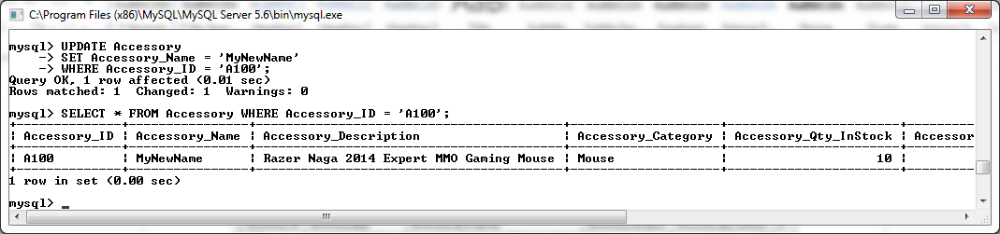 C:\Program Files (x86)\MySQL\MySQL Server 5.6\bin\mysql.exe
mysql> UPDATE Accessory
    -> SET Accessory_Name = 'MyNewName'
    -> WHERE Accessory_ID = 'A100';
Query OK, 1 row affected (0.01 sec)
Rows matched: 1  Changed: 1  Warnings: 0
mysql> SELECT * FROM Accessory WHERE Accessory_ID = 'A100';
| Accessory_ID | Accessory_Name | Accessory_Description | Accessory_Category | Accessory_Qty_InStock | Accessor
| A100 | MyNewName | Razer Naga 2014 Expert MMO Gaming Mouse | Mouse | 10 |
1 row in set (0.00 sec)
mysql> _